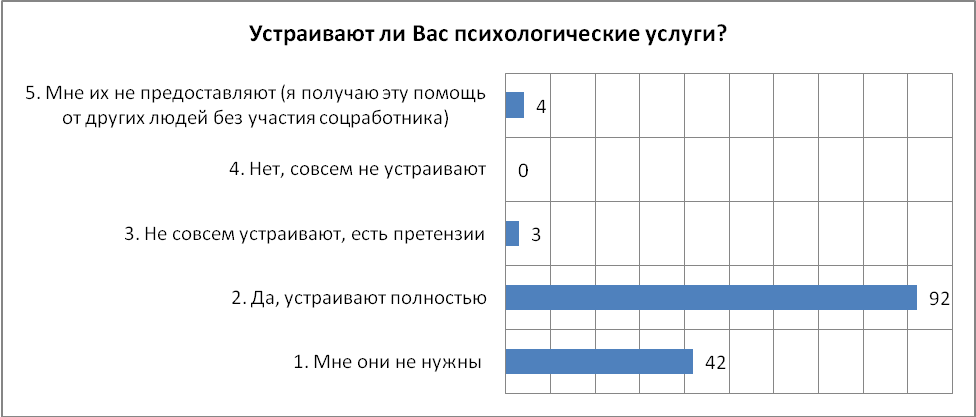 Устраивают ли Вас психологические услуги?
5. Мне их не предоставляют (я получаю эту помощь
от других людей без участия соцработника)
4
4. Нет, совсем не устраивают
0
3. Не совсем устраивают, есть претензии
3
2. Да, устраивают полностью
92
1. Мне они не нужны
42